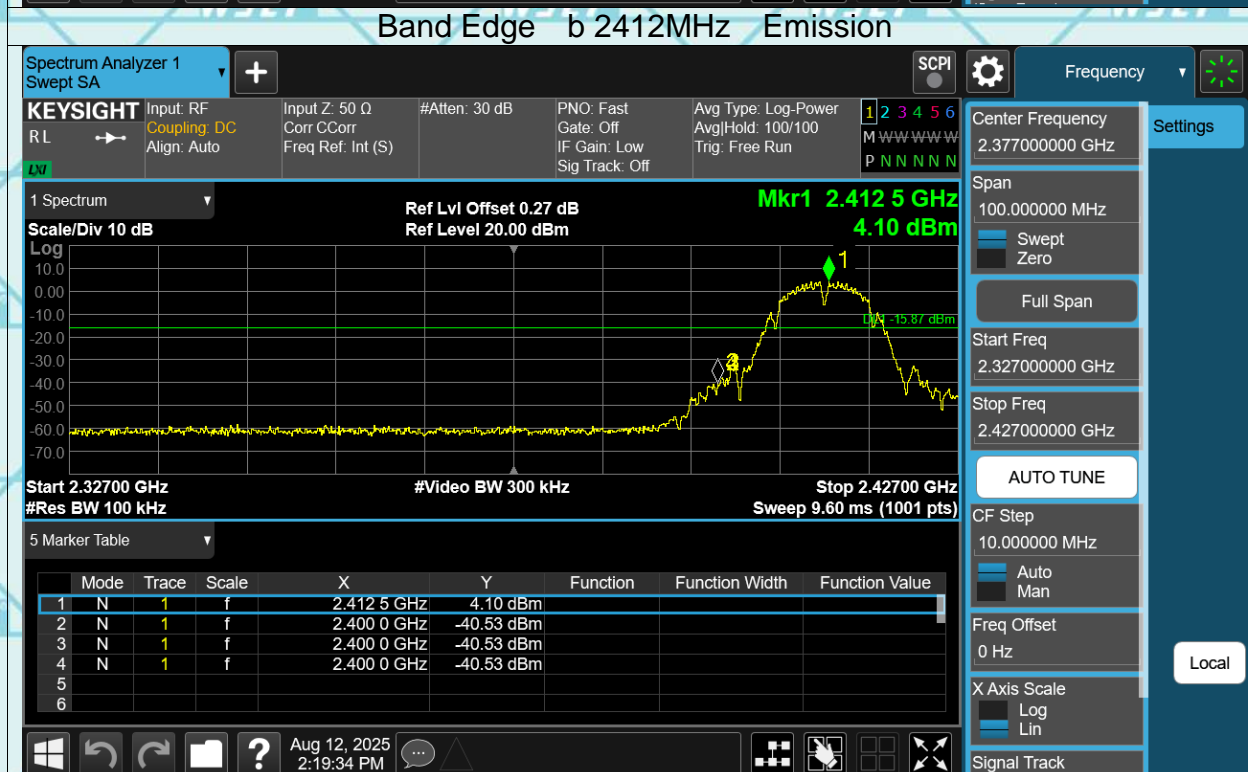 Band Edge b 2412MHz Emission
Spectrum Analyzer 1
Swept SA
+
SCPI
Frequency
KEYSIGHT
RL
LXI
Input: RF
Coupling: DC
Align: Auto
Input Z: 50 Ω
Corr CCorr
Freq Ref: Int (S)
#Atten: 30 dB
PNO: Fast
Gate: Off
IF Gain: Low
Sig Track: Off
Avg Type: Log-Power
Avg|Hold: 100/100
Trig: Free Run
1 2 3 4 5 6
M W W W W W
P N N N N N
Settings
Center Frequency
2.377000000 GHz
Span
100.000000 MHz
Swept
Zero
Full Span
Start Freq
2.327000000 GHz
Stop Freq
2.427000000 GHz
AUTO TUNE
CF Step
10.000000 MHz
Auto
Man
Freq Offset
0 Hz
Local
X Axis Scale
Log
Lin
Signal Track
1 Spectrum
Scale/Div 10 dB
Log
Ref Lvl Offset 0.27 dB
Ref Level 20.00 dBm
Mkr1 2.412 5 GHz
4.10 dBm
10.0
0.00
-10.0
-20.0
-30.0
-40.0
-50.0
-60.0
-70.0
1
-15.87 dBm
Start 2.32700 GHz
#Res BW 100 kHz
#Video BW 300 kHz
Stop 2.42700 GHz
Sweep 9.60 ms (1001 pts)
5 Marker Table
Mode Trace Scale X Y Function Function Width Function Value
1 N 1 f 2.412 5 GHz 4.10 dBm
2 N 1 f 2.400 0 GHz -40.53 dBm
3 N 1 f 2.400 0 GHz -40.53 dBm
4 N 1 f 2.400 0 GHz -40.53 dBm
5
6
?
Aug 12, 2025
2:19:34 PM